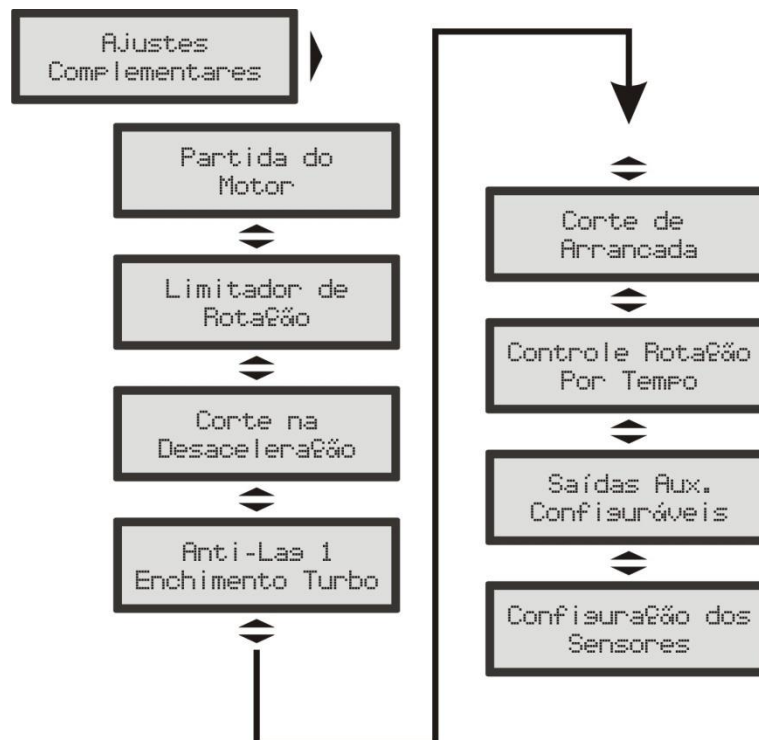 Ajustes
Complementares
Partida do
Motor
Limitador de
Rotação
Corte na
Desaceleração
Anti-Lag 1
Enchimento Turbo
Corte de
Arrancada
Controle Rotação
Por Tempo
Saídas Aux.
Configuráveis
Configuração dos
Sensores